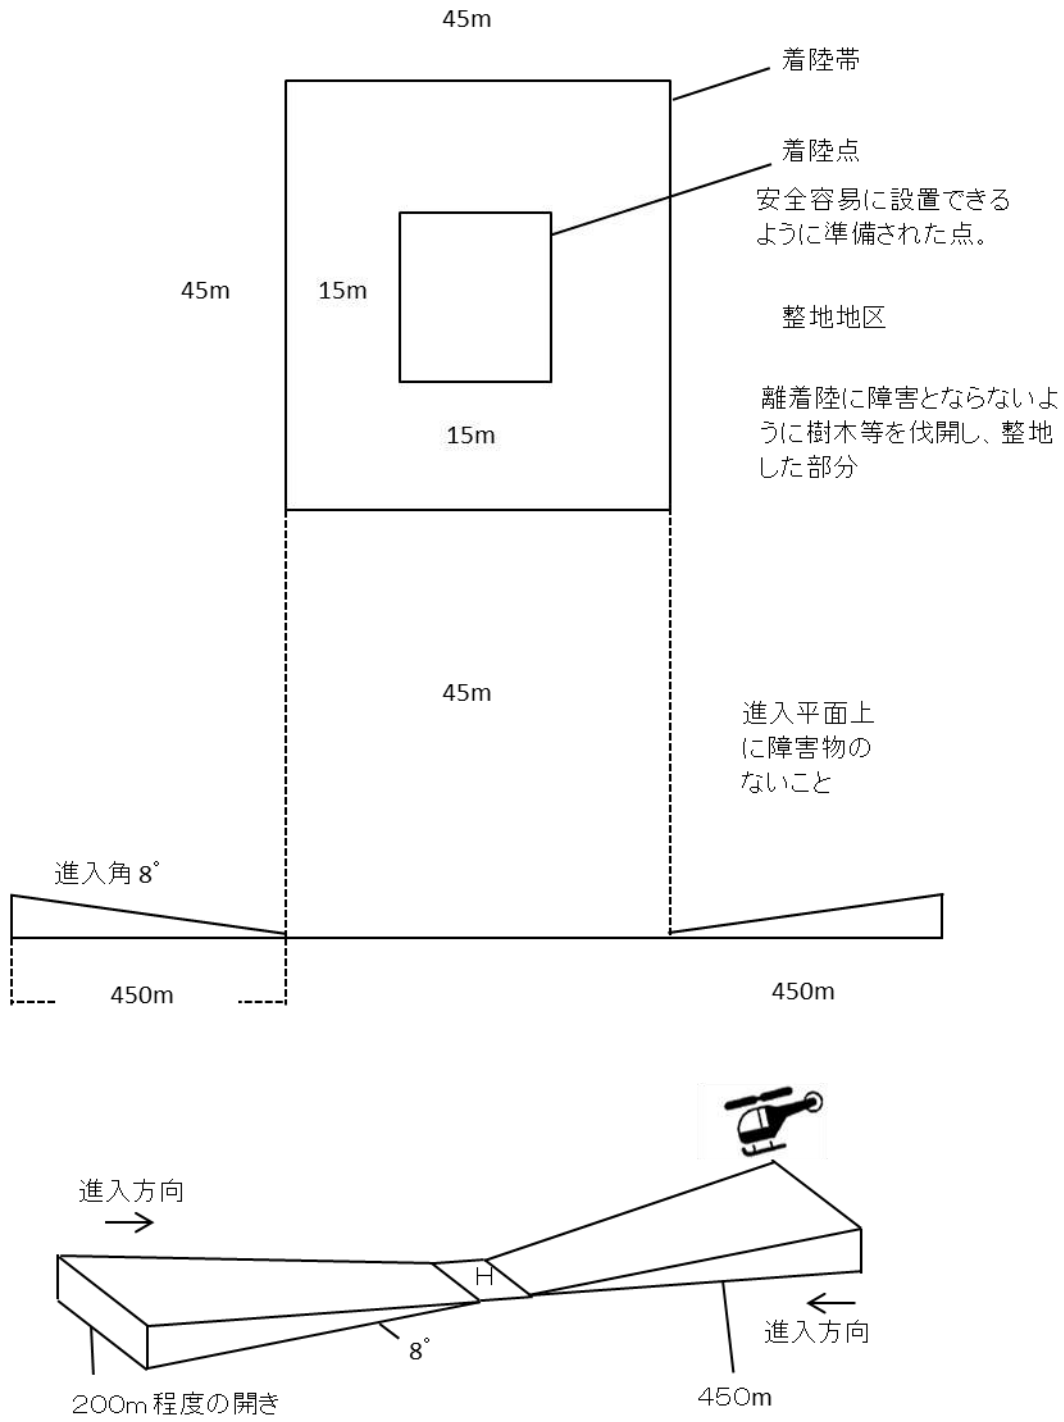 45m
着陸帯
着陸点
安全容易に設置できる
ように準備された点。
45m
15m
整地地区
離着陸に障害とならないよ
うに樹木等を伐開し、整地
した部分
15m
45m
進入平面上
に障害物の
ないこと
進入角8°
450m
450m
進入方向
H
進入方向
8°
200m程度の開き
450m